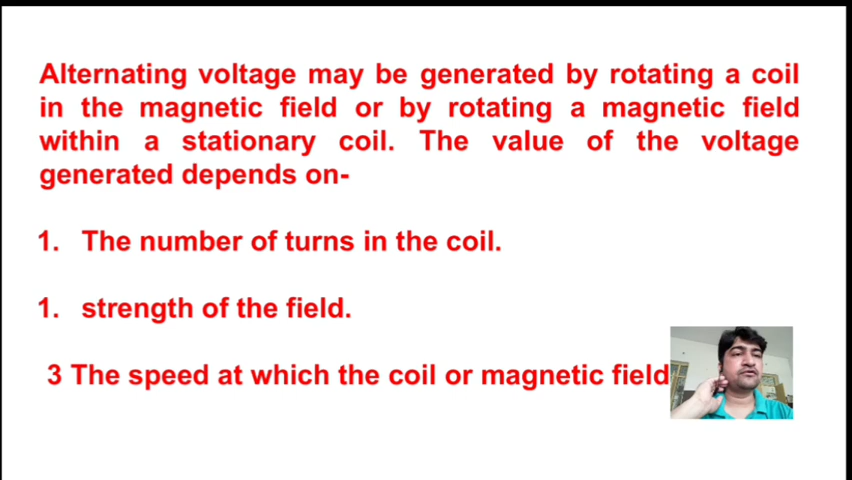 Alternating voltage may be generated by rotating a coil
in the magnetic field or by rotating a magnetic field
within a stationary coil. The value of the voltage
generated depends on-
1. The number of turns in the coil.
1. strength of the field.
3 The speed at which the coil or magnetic field